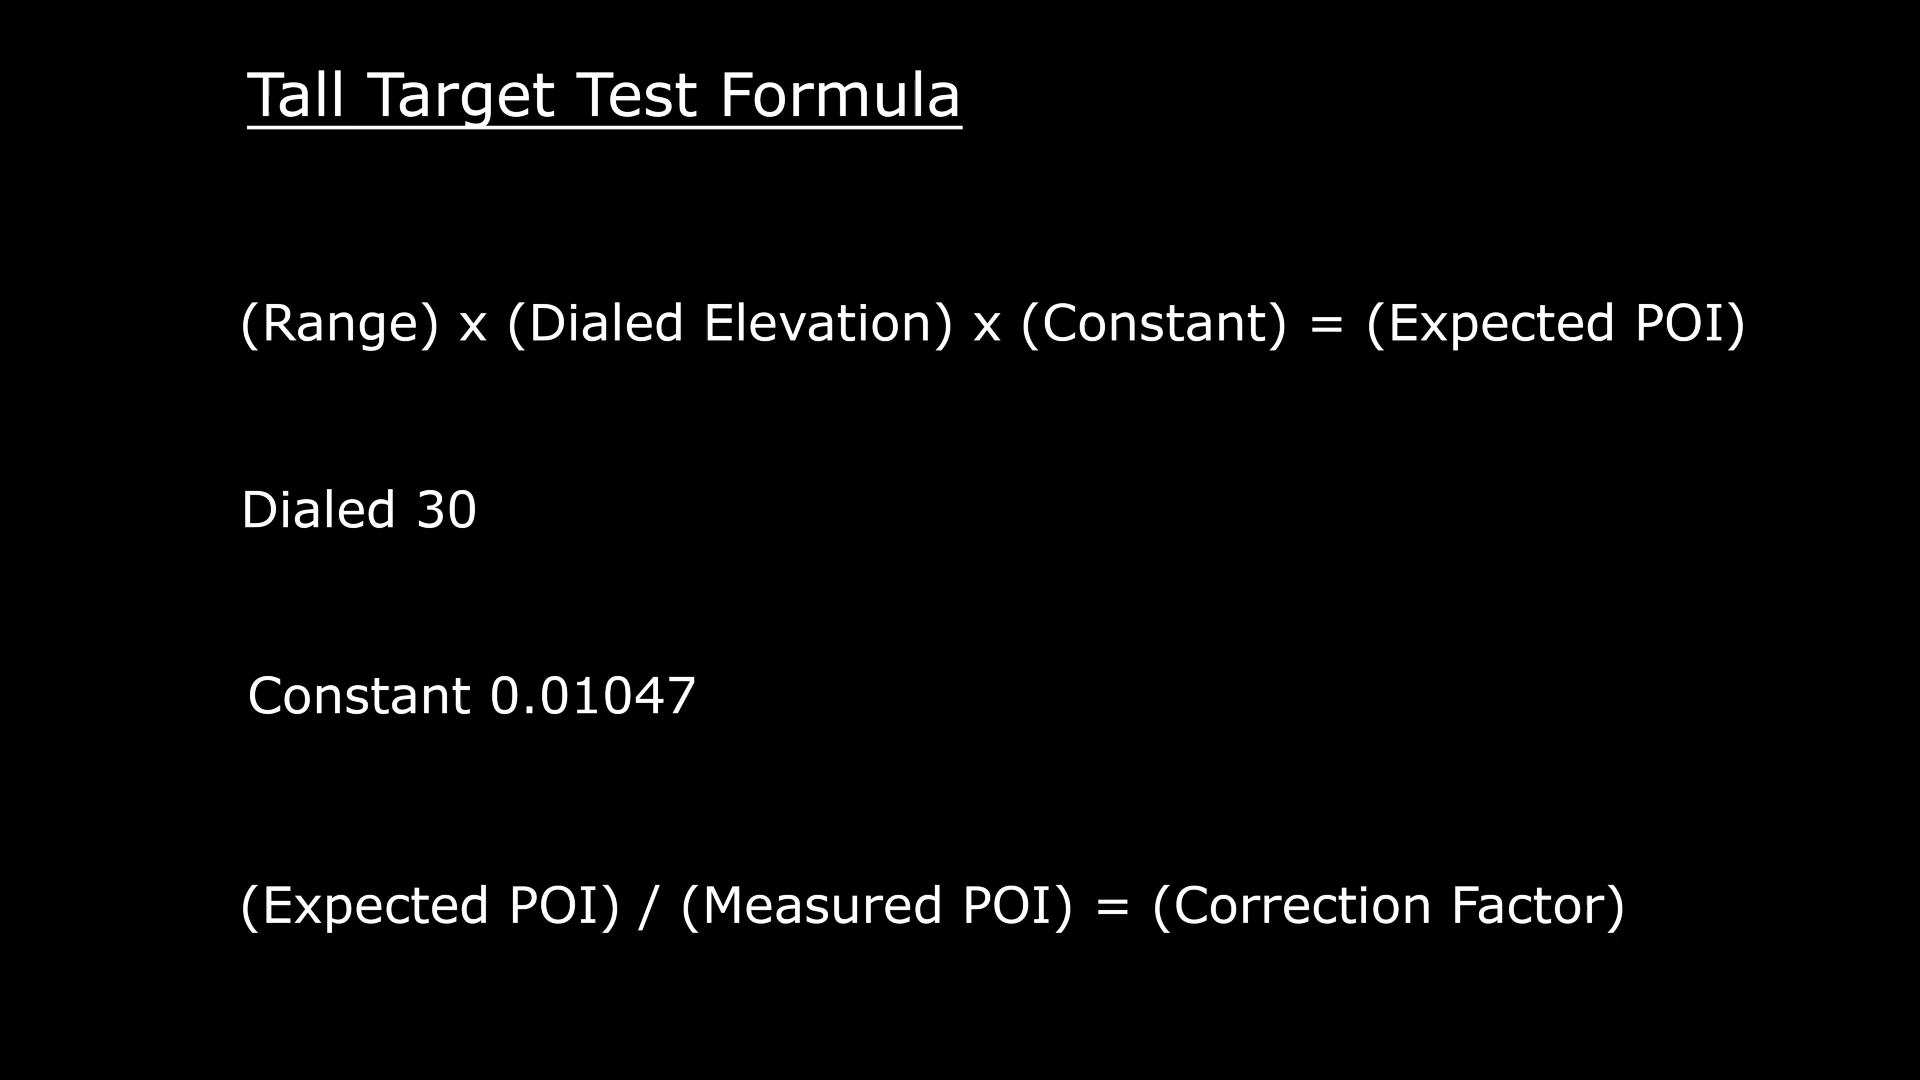 Tall Target Test Formula
(Range) x (Dialed Elevation) x (Constant) = (Expected POI)
Dialed 30
Constant 0.01047
(Expected POI) / (Measured POI) = (Correction Factor)